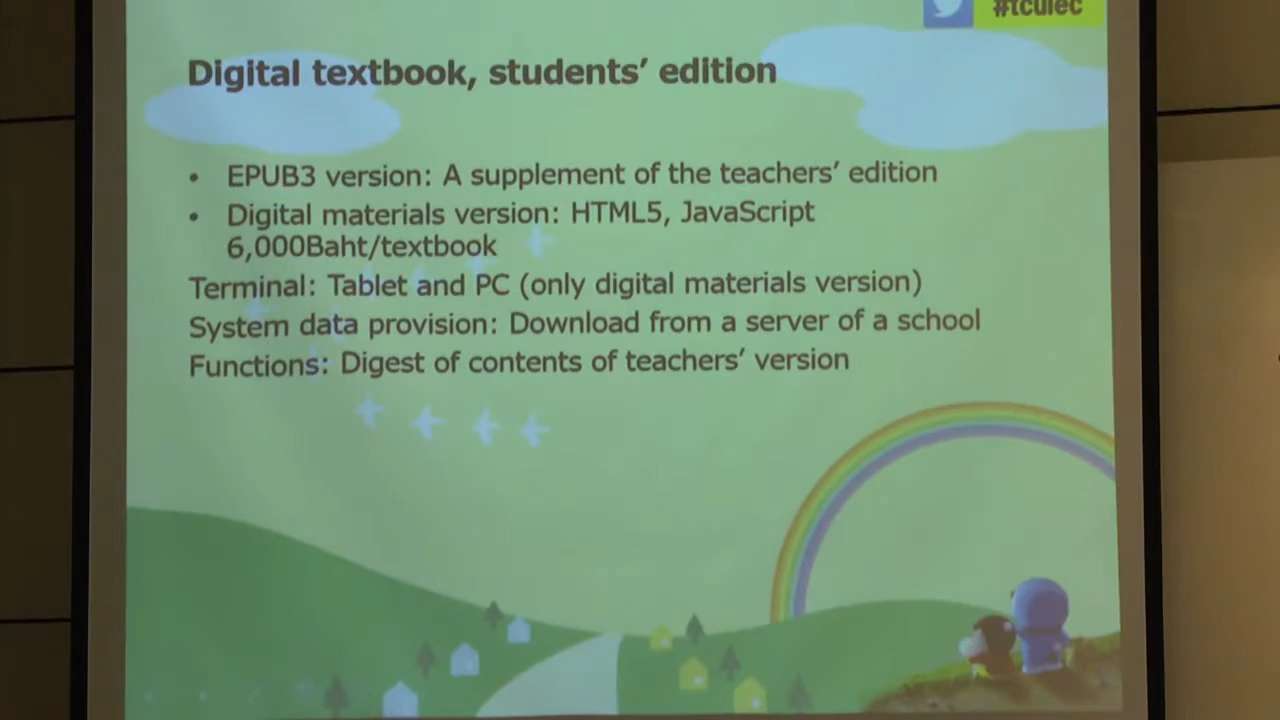 #tculec
Digital textbook, students’ edition
• EPUB3 version: A supplement of the teachers’ edition
• Digital materials version: HTML5, JavaScript
6,000Baht/textbook
Terminal: Tablet and PC (only digital materials version)
System data provision: Download from a server of a school
Functions: Digest of contents of teachers’ version